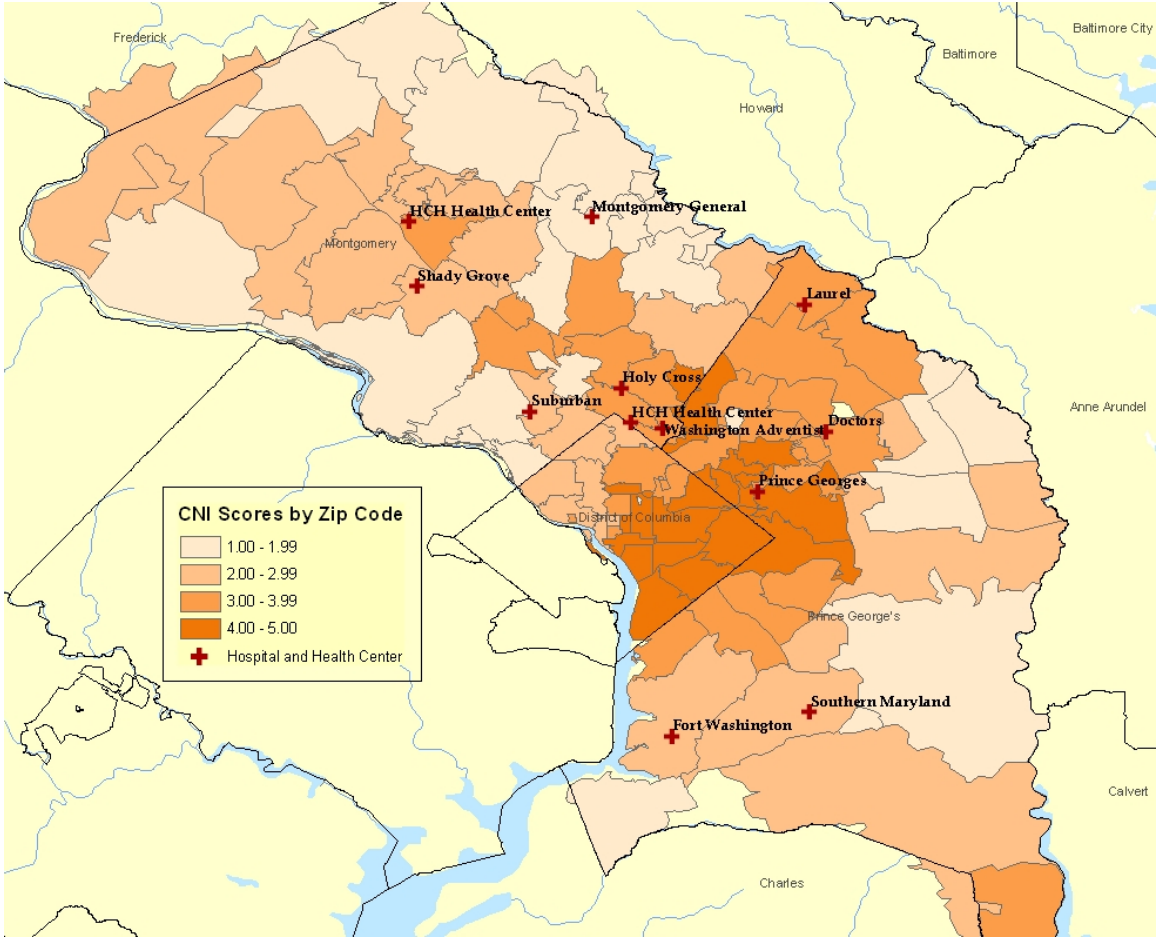 Frederick
Baltimore City
Baltimore
Howard
HCH Health Center
Montgomery General
Montgomery
Shady Grove
Laurel
Holy Cross
Suburban
HCH Health Center
Washington Adventist
Doctors
Anne Arundel
Prince Georges
District of Columbia
CNI Scores by Zip Code
1.00 - 1.99
2.00 - 2.99
3.00 - 3.99
4.00 - 5.00
Hospital and Health Center
Prince George's
Southern Maryland
Fort Washington
Calvert
Charles